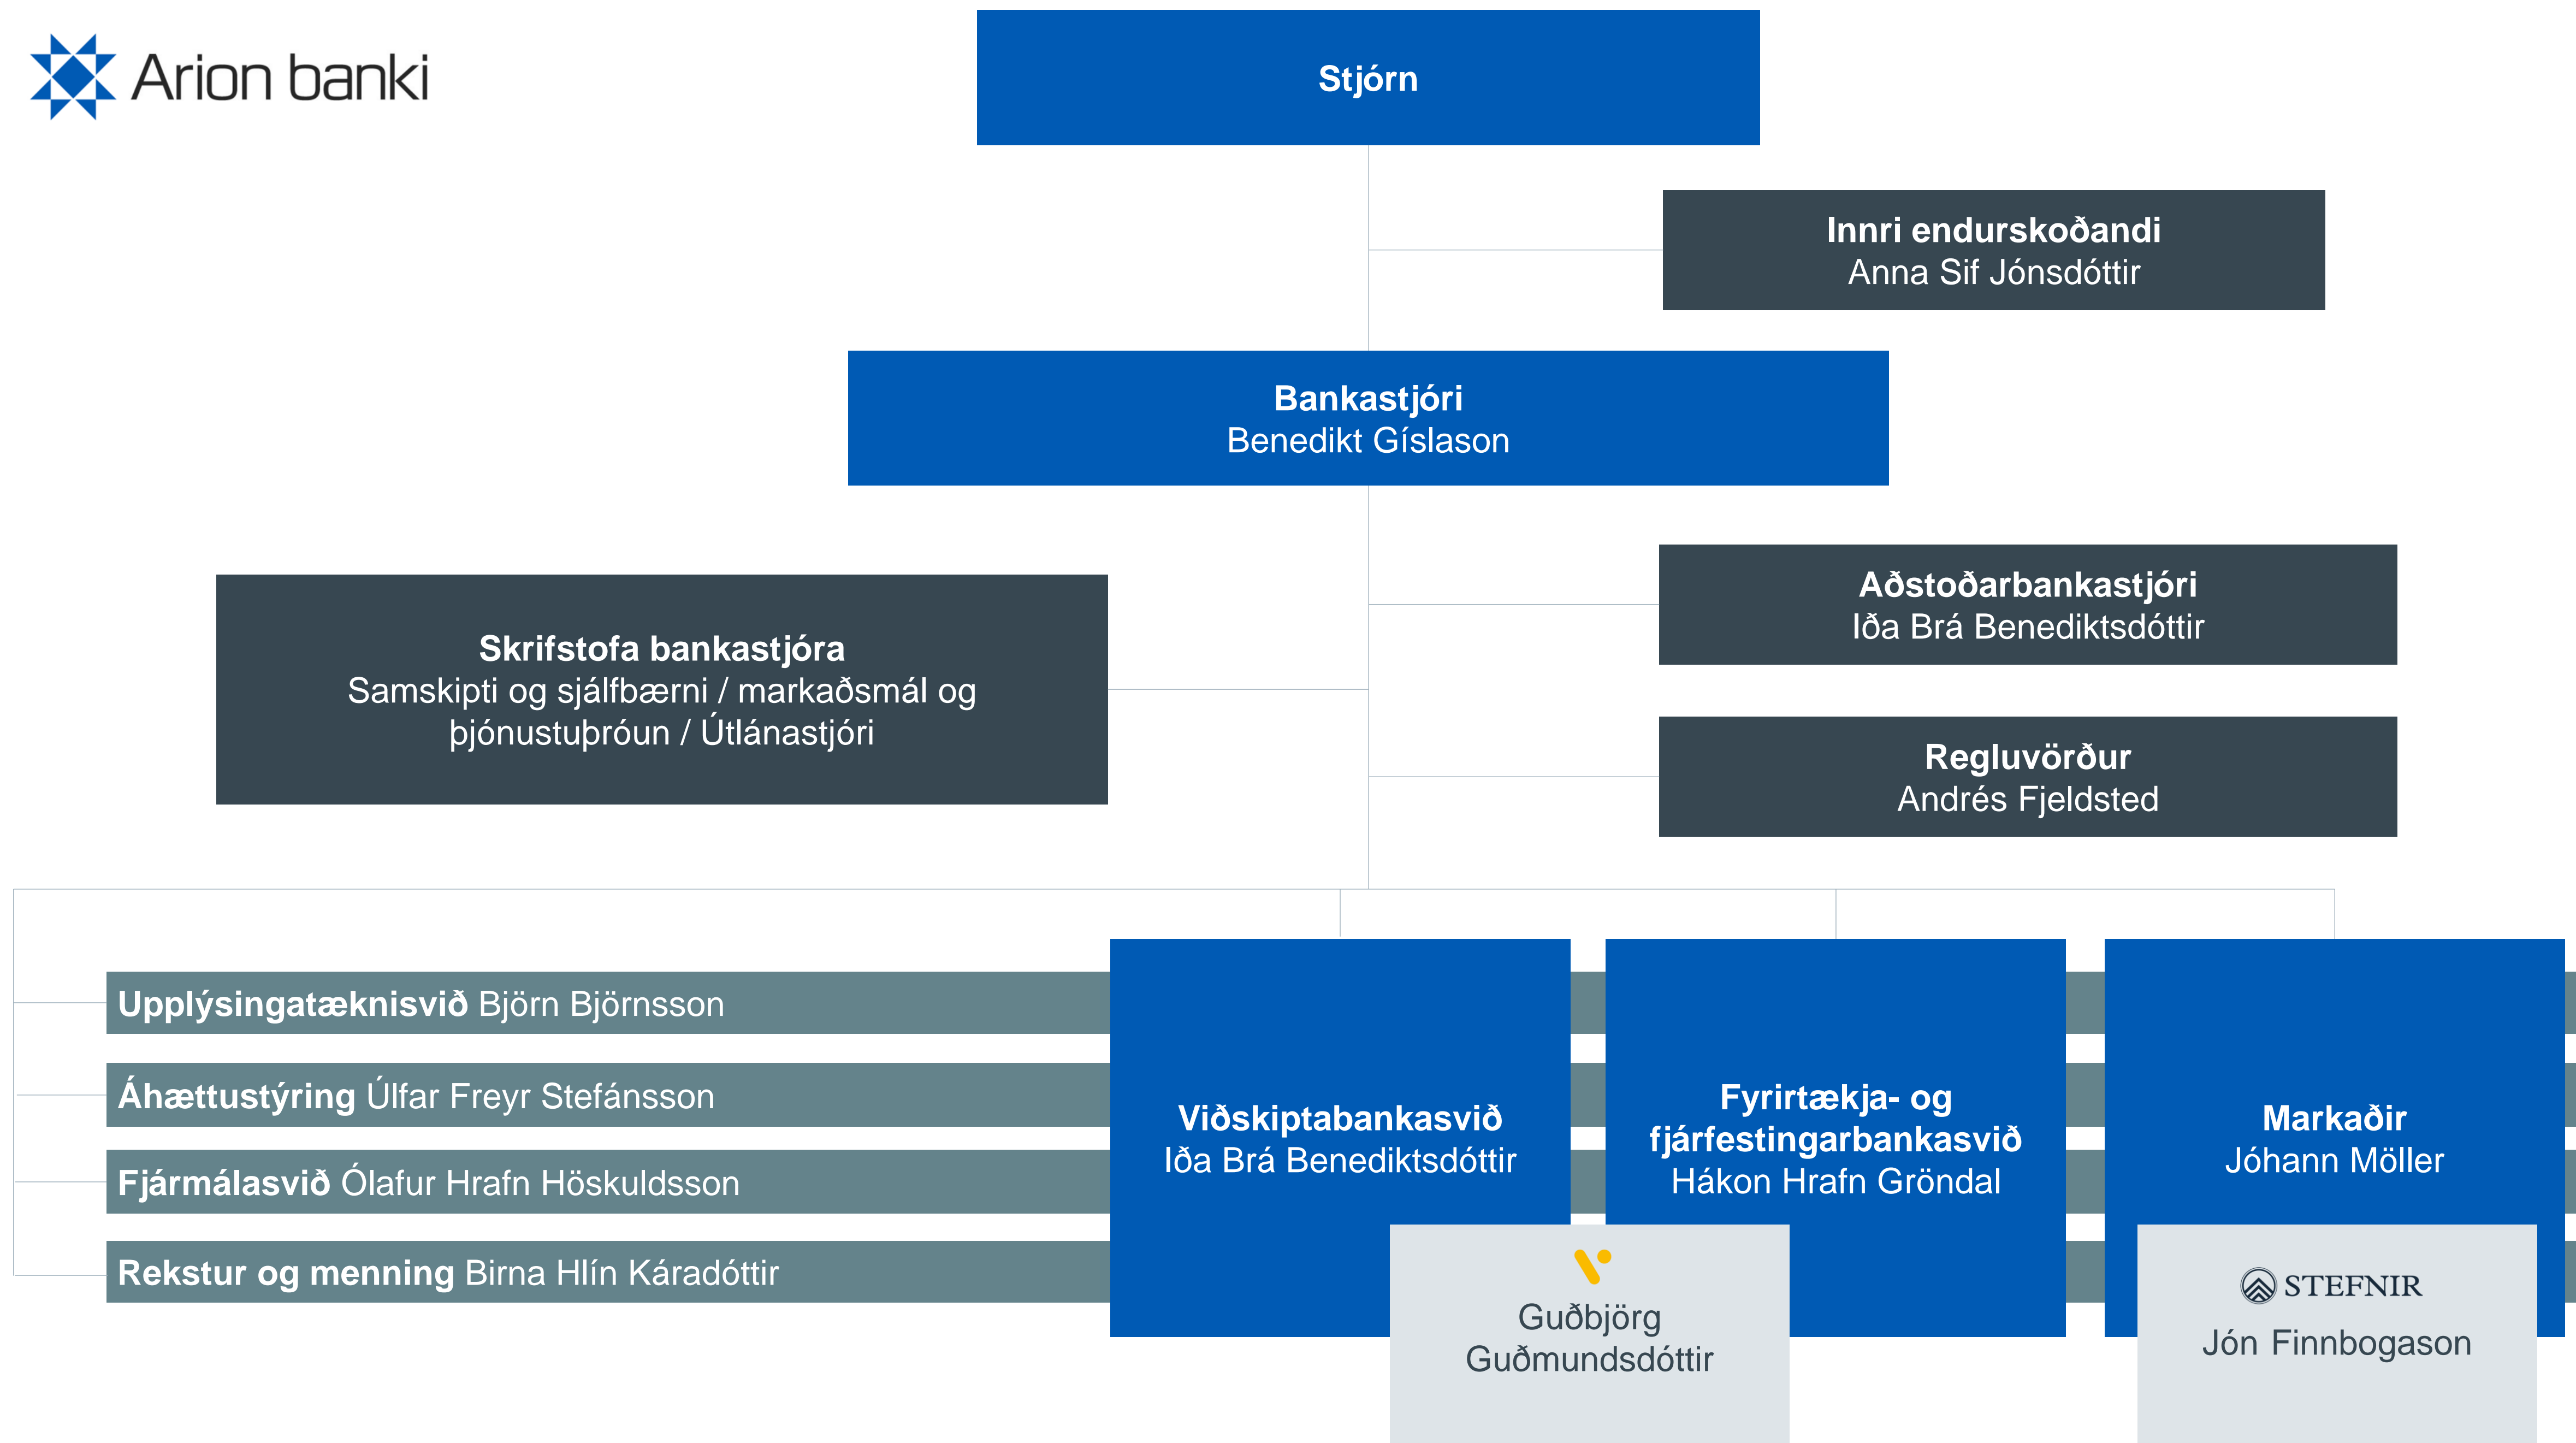 Arion banki
Stjórn
Innri endurskoðandi
Anna Sif Jónsdóttir
Bankastjóri
Benedikt Gíslason
Aðstoðarbankastjóri
Iða Brá Benediktsdóttir
Skrifstofa bankastjóra
Samskipti og sjálfbærni / markaðsmál og
þjónustuþróun / Útlánastjóri
Regluvörður
Andrés Fjeldsted
Upplýsingatæknisvið Björn Björnsson
Áhættustýring Úlfar Freyr Stefánsson
Fjármálasvið Ólafur Hrafn Höskuldsson
Rekstur og menning Birna Hlín Káradóttir
Viðskiptabankasvið
Iða Brá Benediktsdóttir
Fyrirtækja- og
fjárfestingarbankasvið
Hákon Hrafn Gröndal
Markaðir
Jóhann Möller
Guðbjörg
Guðmundsdóttir
STEFNIR
Jón Finnbogason